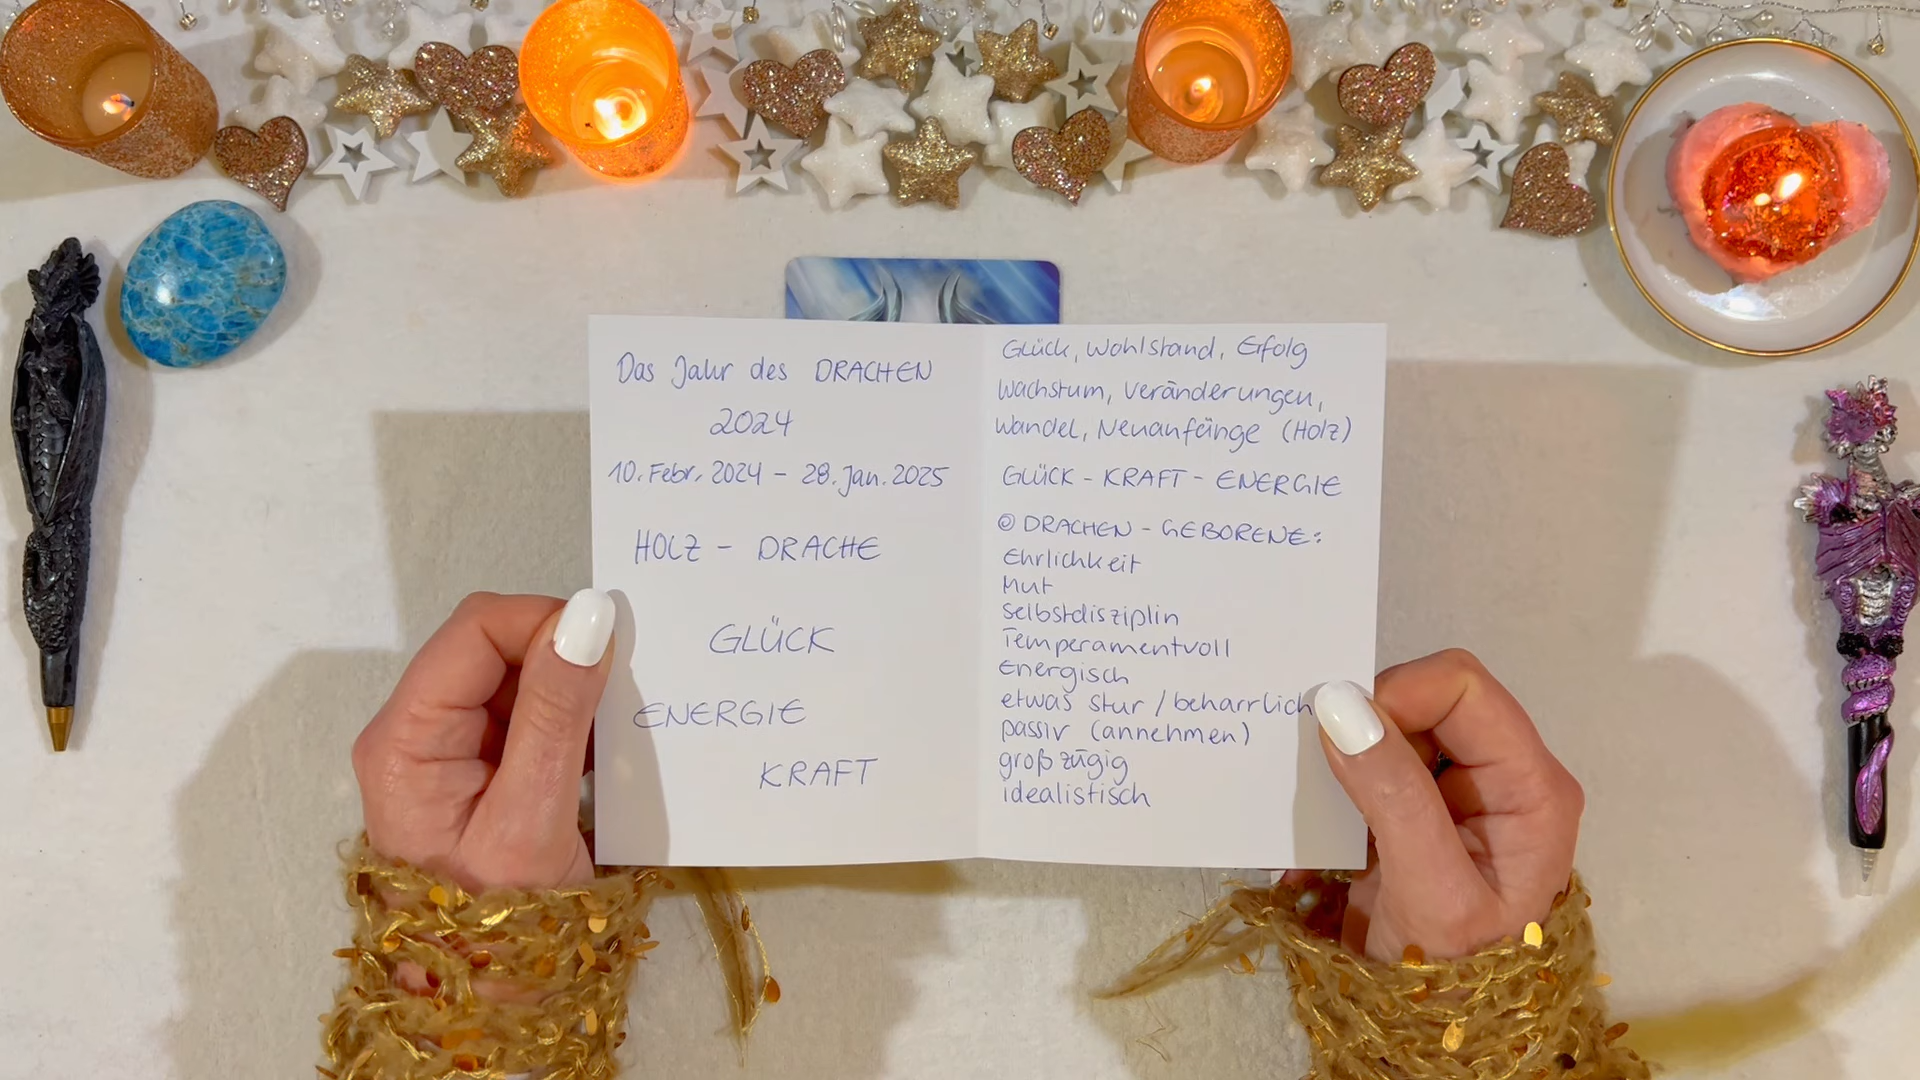 Das Jahr des DRACHEN
2024
10. Febr. 2024 - 28. Jan. 2025
HOLZ - DRACHE
GLÜCK
ENERGIE
KRAFT
Glück, Wohlstand, Erfolg
Wachstum, Veränderungen,
Wandel, Neuanfänge (Holz)
GLÜCK - KRAFT - ENERGIE
☺ DRACHEN - GEBORENE:
Ehrlichkeit
Mut
Selbstdisziplin
Temperamentvoll
Energisch
etwas stur / beharrlich
passiv (annehmen)
großzügig
idealistisch